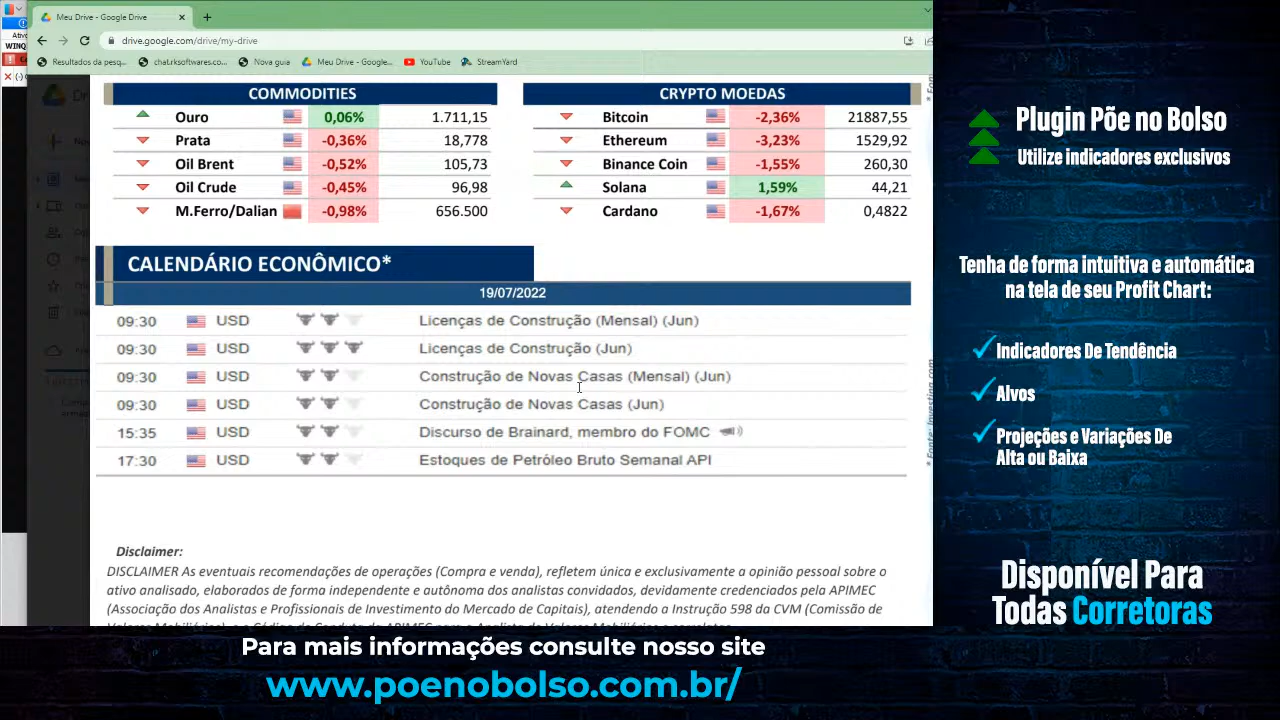 Meu Drive - Google Drive
drive.google.com/drive/my-drive
Resultados da pesq...
chat.rksoftwares.co...
Nova guia
Meu Drive - Google...
YouTube
StreamYard
Ativo
WINQ
COMMODITIES
Ouro 0,06% 1.711,15
Prata -0,36% 18,778
Oil Brent -0,52% 105,73
Oil Crude -0,45% 96,98
M.Ferro/Dalian -0,98% 656.500
CRYPTO MOEDAS
Bitcoin -2,36% 21887,55
Ethereum -3,23% 1529,92
Binance Coin -1,55% 260,30
Solana 1,59% 44,21
Cardano -1,67% 0,4822
CALENDÁRIO ECONÔMICO*
19/07/2022
09:30 USD Licenças de Construção (Mensal) (Jun)
09:30 USD Licenças de Construção (Jun)
09:30 USD Construção de Novas Casas (Mensal) (Jun)
09:30 USD Construção de Novas Casas (Jun)
15:35 USD Discurso de Brainard, membro do FOMC
17:30 USD Estoques de Petróleo Bruto Semanal API
* Fonte: Investing.com
Disclaimer:
DISCLAIMER As eventuais recomendações de operações (Compra e venda), refletem única e exclusivamente a opinião pessoal sobre o
ativo analisado, elaborados de forma independente e autônoma dos analistas convidados, devidamente credenciados pela APIMEC
(Associação dos Analistas e Profissionais de Investimento do Mercado de Capitais), atendendo a Instrução 598 da CVM (Comissão de
Plugin Põe no Bolso
Utilize indicadores exclusivos
Tenha de forma intuitiva e automática
na tela de seu Profit Chart:
Indicadores De Tendência
Alvos
Projeções e Variações De
Alta ou Baixa
Disponível Para
Todas Corretoras
Para mais informações consulte nosso site
www.poenobolso.com.br/